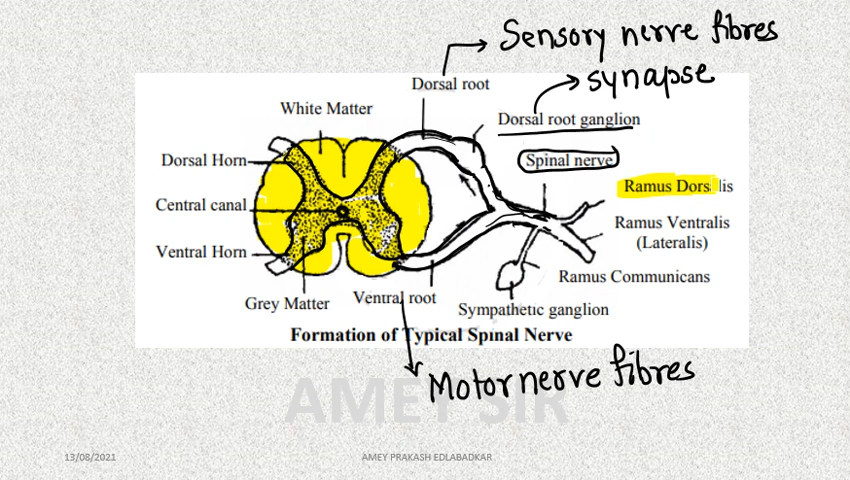 Sensory nerve fibres
synapse
Dorsal root
White Matter
Dorsal root ganglion
Dorsal Horn
Spinal nerve
Ramus Dorsalis
Central canal
Ramus Ventralis
(Lateralis)
Ventral Horn
Ramus Communicans
Grey Matter
Ventral root
Sympathetic ganglion
Formation of Typical Spinal Nerve
Motor nerve fibres
AMEY SIR
13/08/2021
AMEY PRAKASH EDLABADKAR